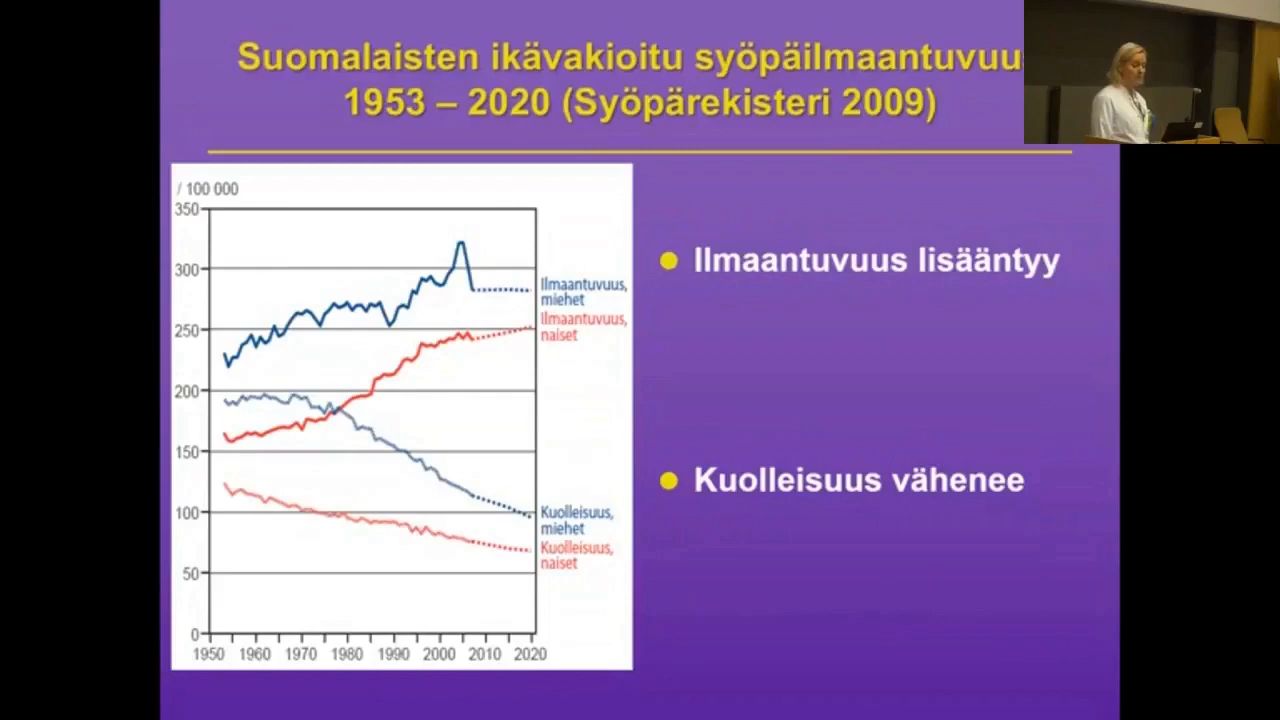 Suomalaisten ikävakioitu syöpäilmaantuvuu
1953 – 2020 (Syöpärekisteri 2009)
/ 100 000
350
300
250
200
150
100
50
0
1950 1960 1970 1980 1990 2000 2010 2020
Ilmaantuvuus,
miehet
Ilmaantuvuus,
naiset
Kuolleisuus,
miehet
Kuolleisuus,
naiset
Ilmaantuvuus lisääntyy
Kuolleisuus vähenee